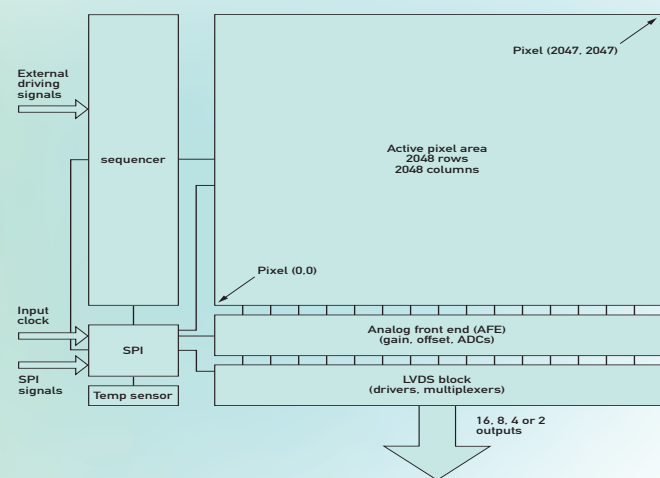 Pixel (2047, 2047)
External
driving
signals
sequencer
Active pixel area
2048 rows
2048 columns
Pixel (0,0)
Input
clock
SPI
SPI
signals
Temp sensor
Analog front end (AFE)
(gain, offset, ADCs)
LVDS block
(drivers, multiplexers)
16, 8, 4 or 2
outputs